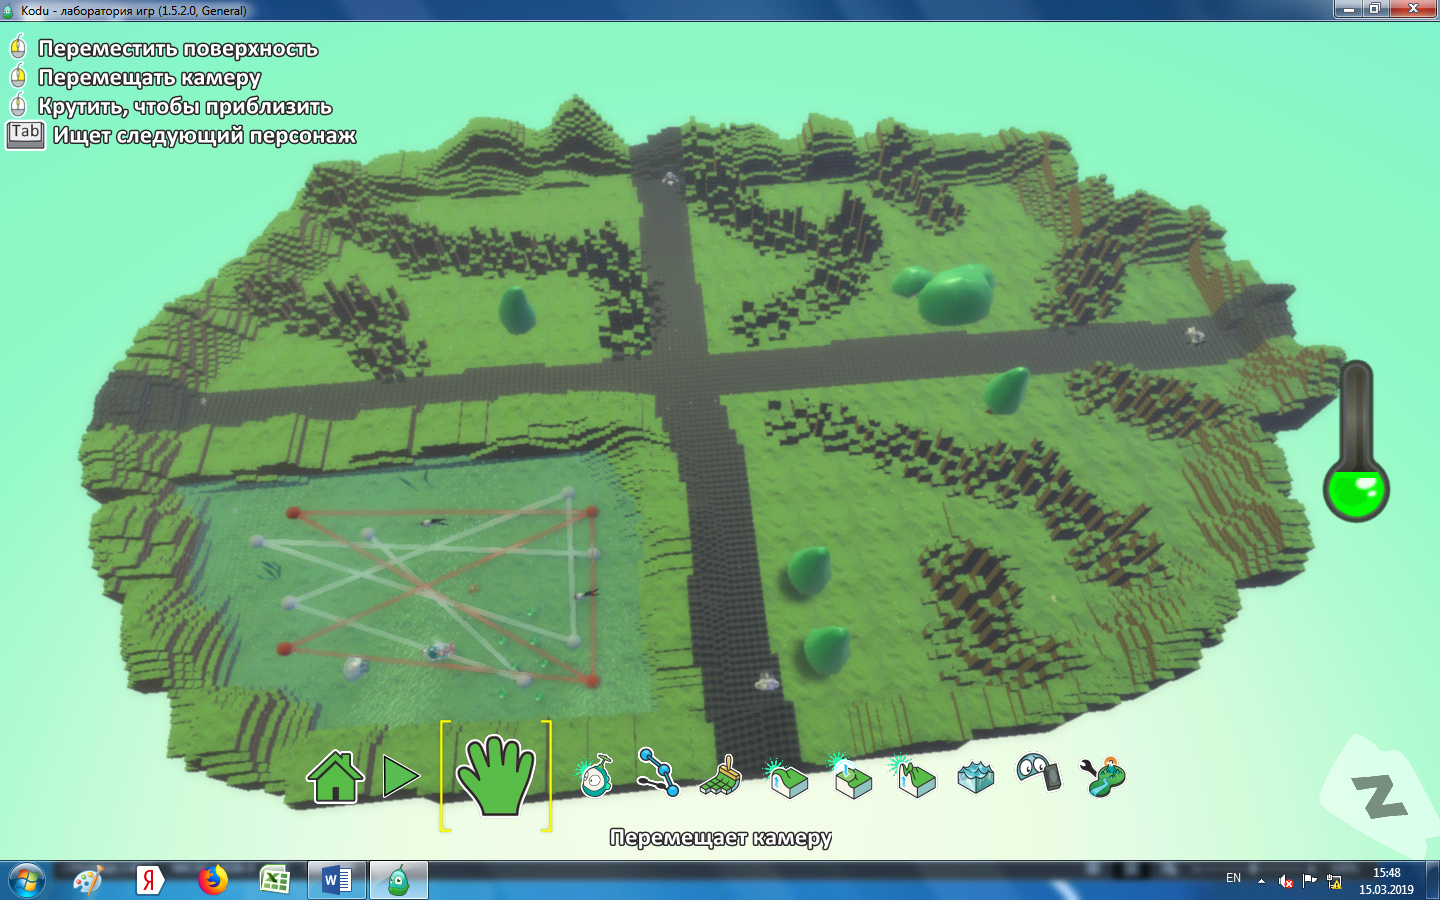 Kodu - лаборатория игр (1.5.2.0, General)
Переместить поверхность
Перемещать камеру
Крутить, чтобы приблизить
Tab Ищет следующий персонаж
Z
Перемещает камеру
Я
W
EN
15:48
15.03.2019